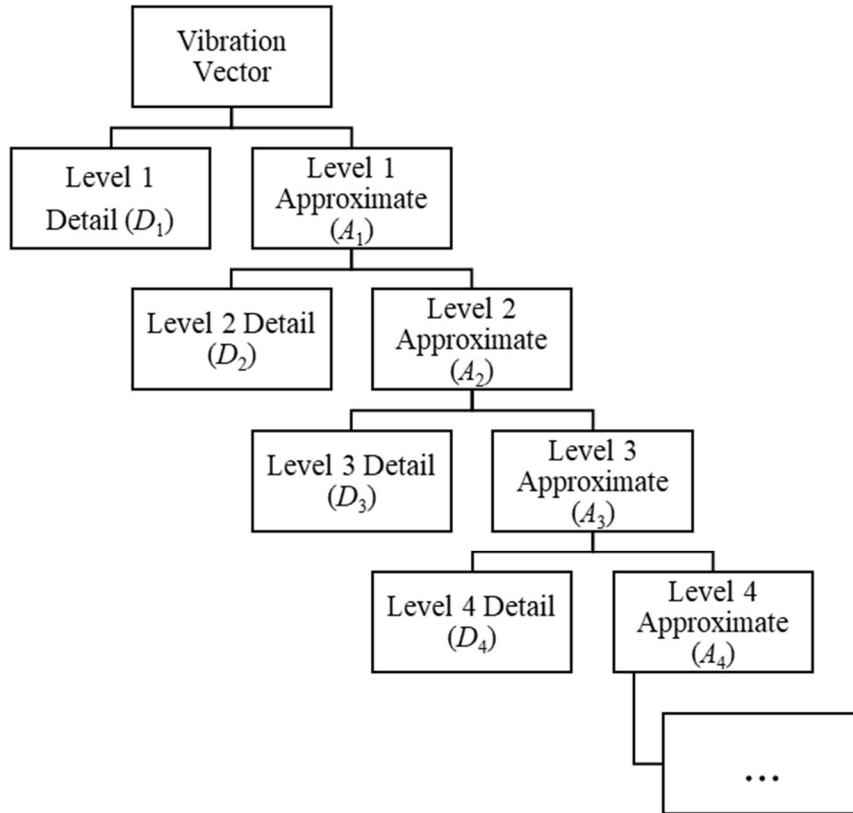 Vibration
Vector
Level 1
Detail (D₁)
Level 1
Approximate
(A₁)
Level 2 Detail
(D₂)
Level 2
Approximate
(A₂)
Level 3 Detail
(D₃)
Level 3
Approximate
(A₃)
Level 4 Detail
(D₄)
Level 4
Approximate
(A₄)
...